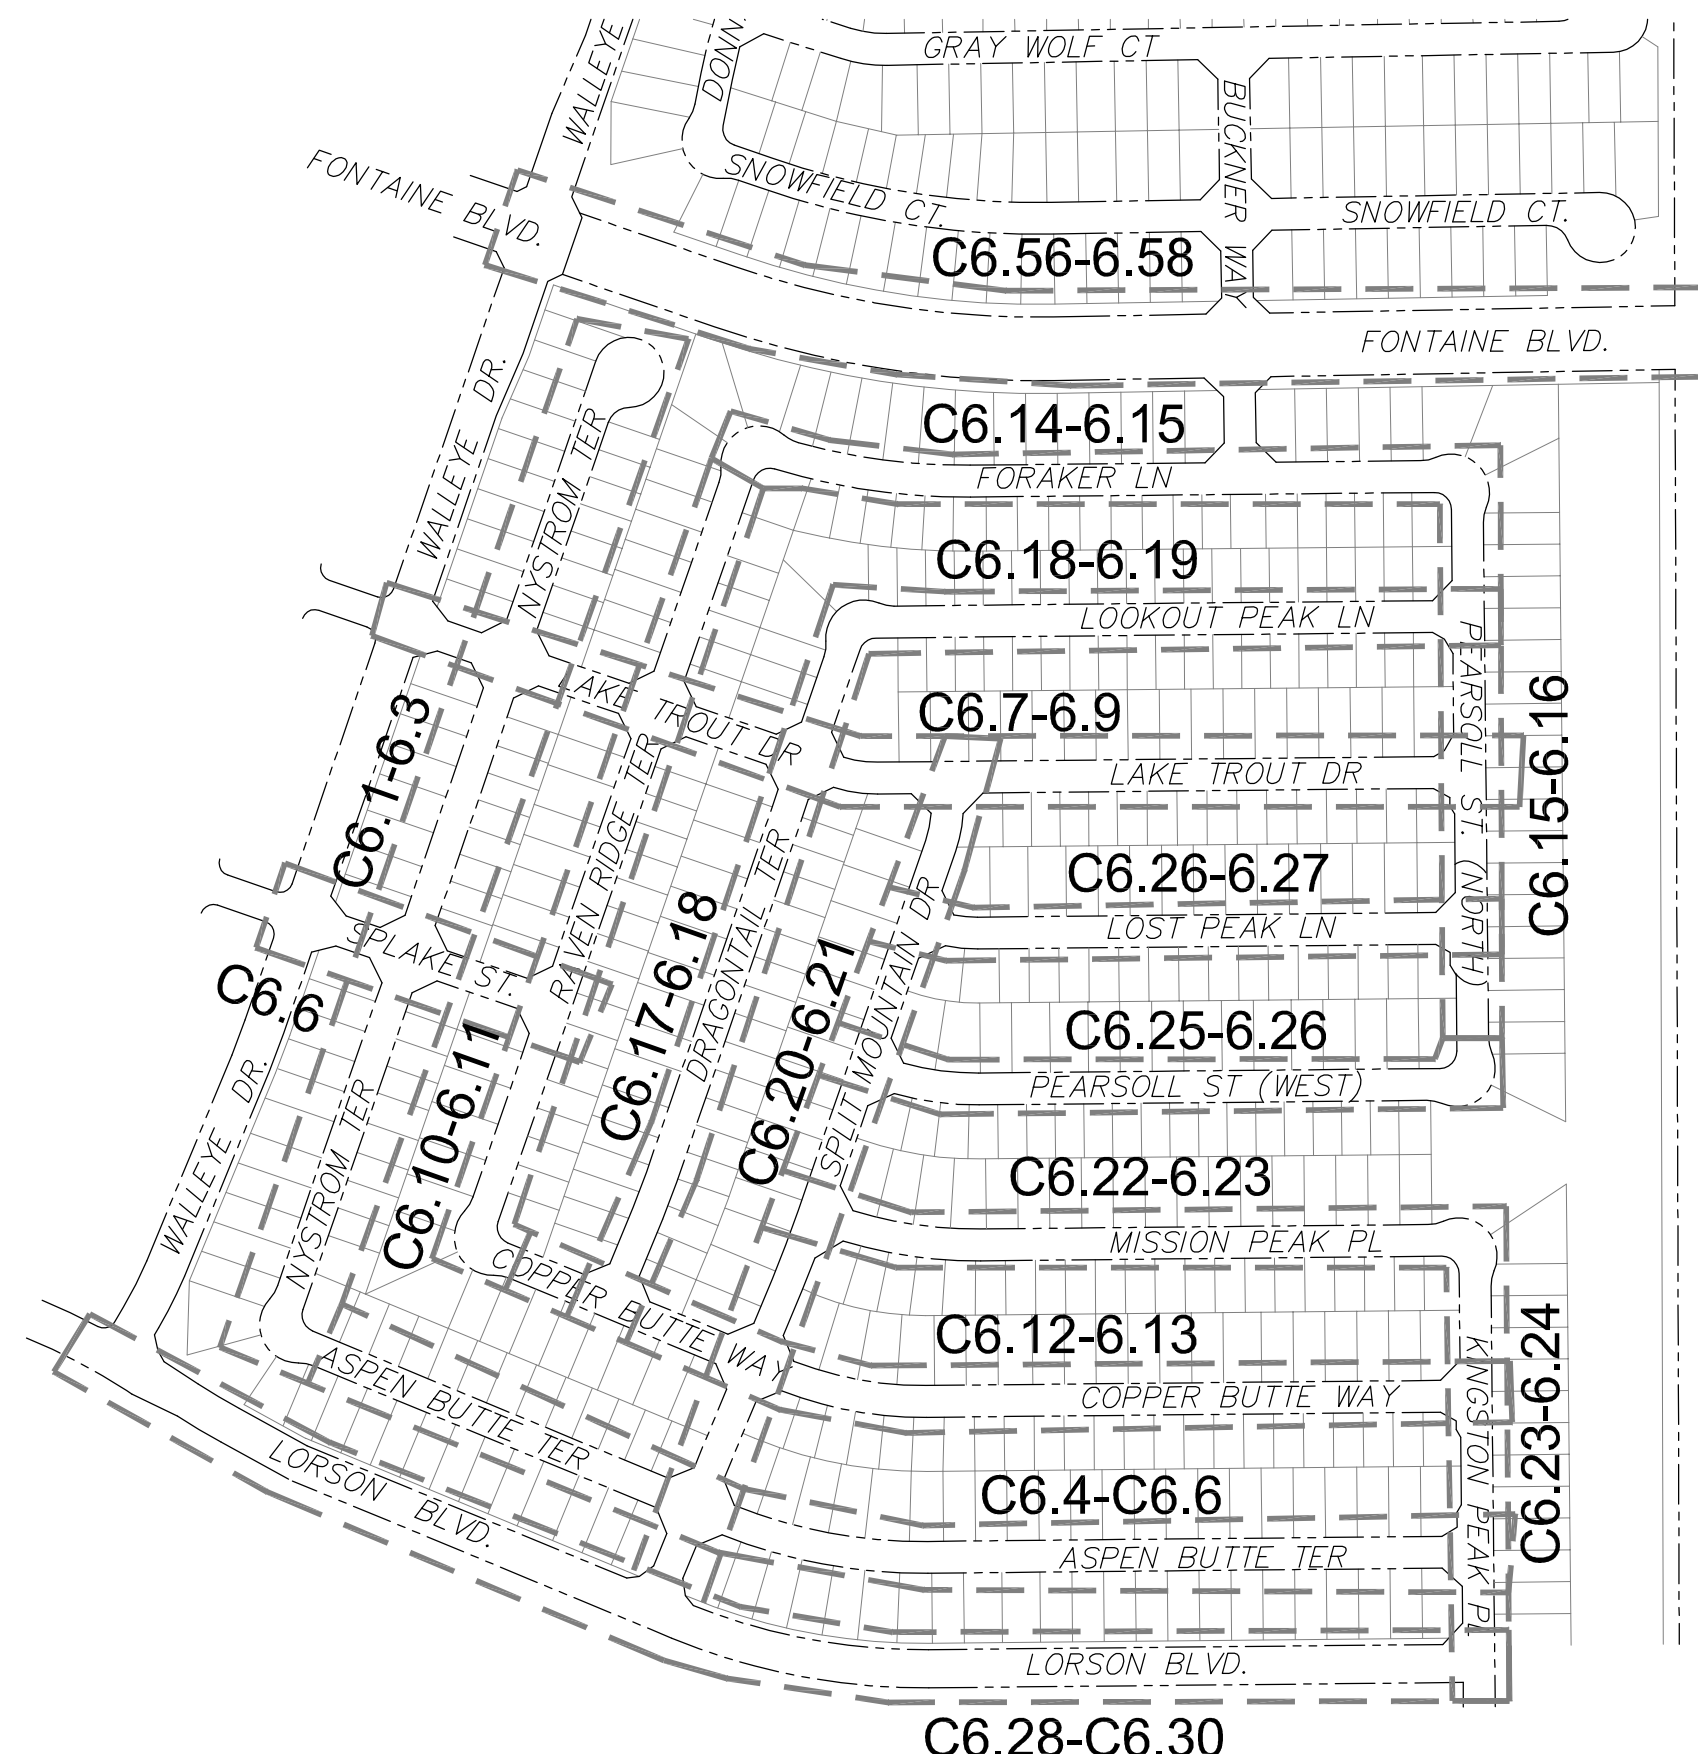 WALLEYE
DONN
GRAY WOLF CT
BUCKNER WAY
FONTAINE BLVD.
SNOWFIELD CT.
SNOWFIELD CT.
C6.56-6.58
FONTAINE BLVD.
WALLEYE DR.
NYSTROM TER
C6.14-6.15
FORAKER LN
C6.18-6.19
LOOKOUT PEAK LN
PEARSOLL ST. (NORTH)
C6.15-6.16
LAKE TROUT DR
C6.7-6.9
LAKE TROUT DR
C6.1-6.3
RAVEN RIDGE TER
DRAGONTAIL TER
C6.26-6.27
LOST PEAK LN
SPLAKE ST.
C6.6
C6.17-6.18
C6.20-6.21
SPLIT MOUNTAIN DR
C6.25-6.26
PEARSOLL ST (WEST)
WALLEYE DR.
NYSTROM TER
C6.10-6.11
C6.22-6.23
MISSION PEAK PL
COPPER BUTTE WAY
C6.12-6.13
COPPER BUTTE WAY
KINGSTON PEAK PL
C6.23-6.24
ASPEN BUTTE TER
C6.4-C6.6
ASPEN BUTTE TER
LORSON BLVD.
LORSON BLVD.
C6.28-C6.30